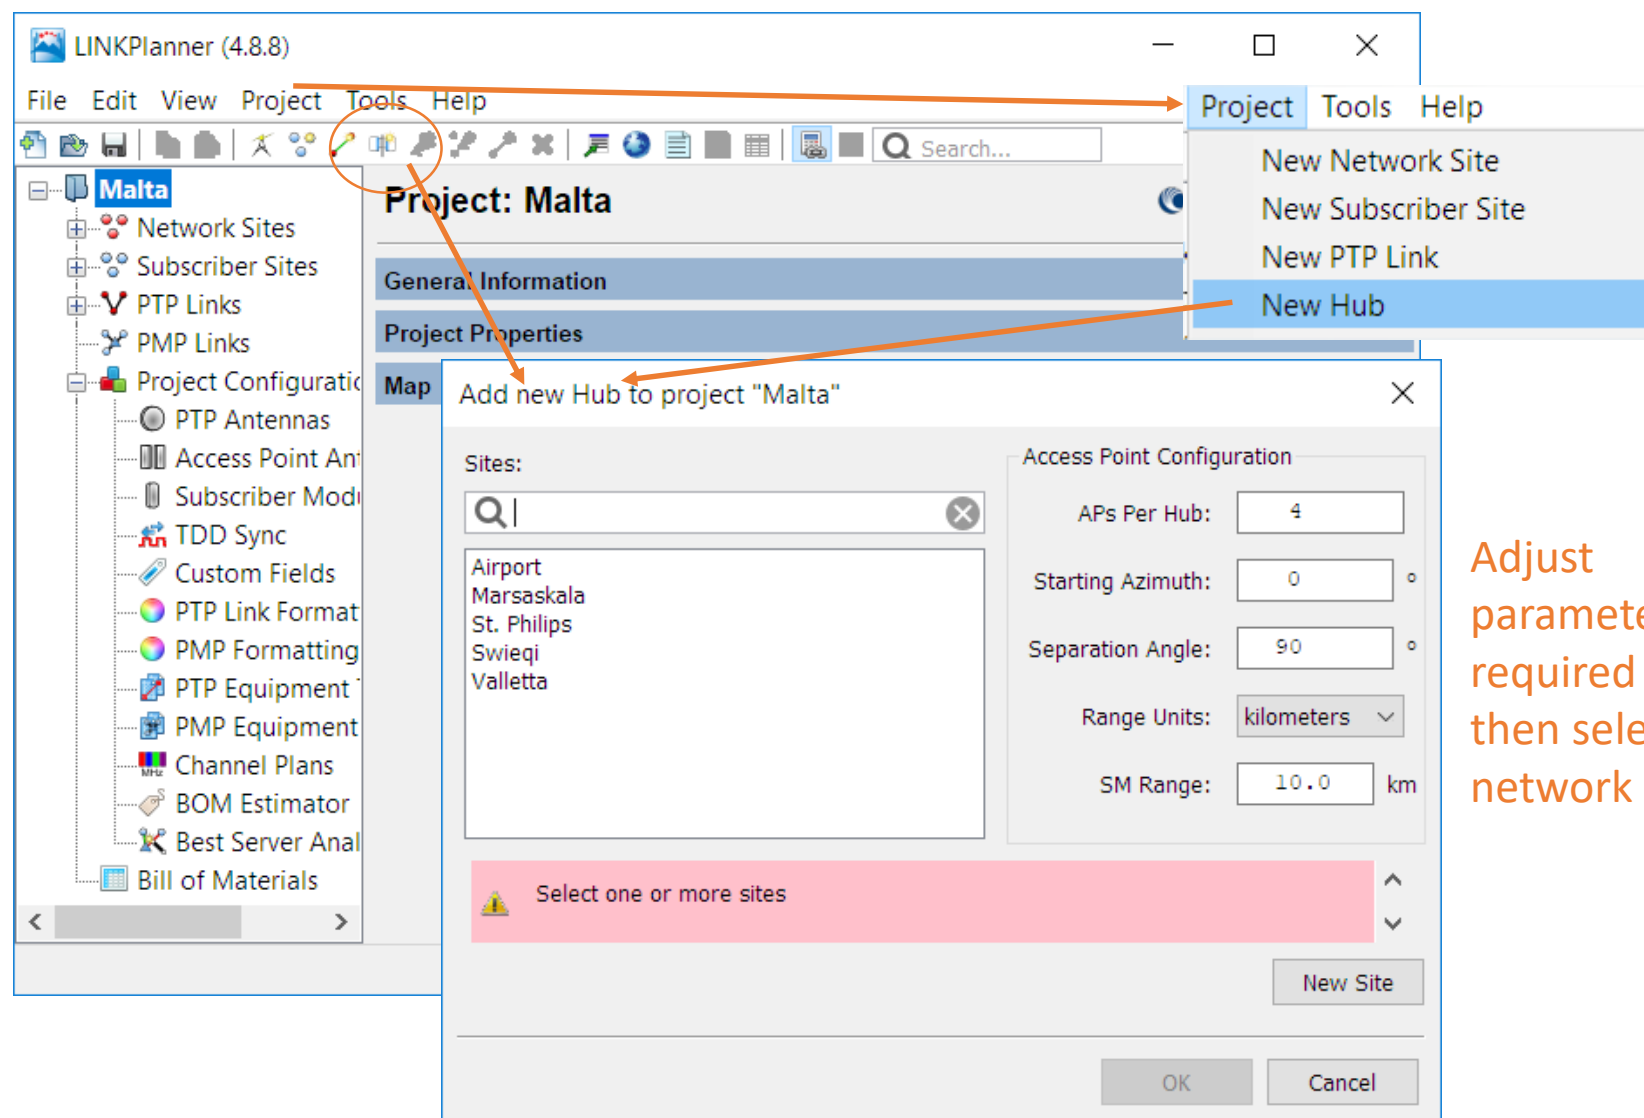 LINKPlanner (4.8.8)
File Edit View Project Tools Help
Search...
Malta
Network Sites
Subscriber Sites
PTP Links
PMP Links
Project Configuratic
PTP Antennas
Access Point Ant
Subscriber Modu
TDD Sync
Custom Fields
PTP Link Format
PMP Formatting
PTP Equipment
PMP Equipment
MHz
Channel Plans
BOM Estimator
Best Server Anal
Bill of Materials
Project: Malta
General Information
Project Properties
Map
Project Tools Help
New Network Site
New Subscriber Site
New PTP Link
New Hub
Add new Hub to project "Malta"
Sites:
Airport
Marsaskala
St. Philips
Swieqi
Valletta
Access Point Configuration
APs Per Hub: 4
Starting Azimuth: 0 °
Separation Angle: 90 °
Range Units: kilometers
SM Range: 10.0 km
Select one or more sites
New Site
OK Cancel
Adjust
paramete
required
then sele
network